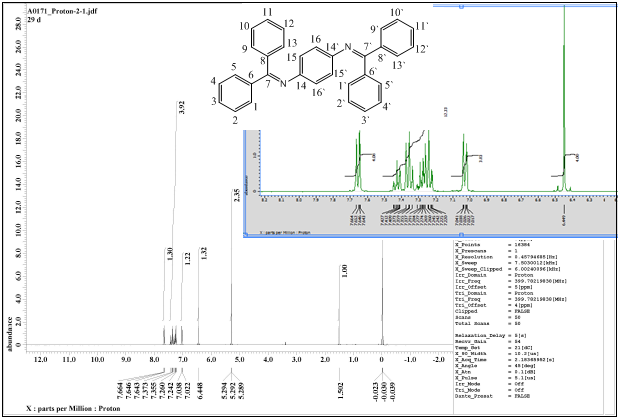 A0171_Proton-2-1.jdf
29 d
11
10
12
9
13
8
5
4
6
7
N
3
1
2
16
15
14`
14
15`
16`
N
7`
9`
10`
11`
12`
13`
8`
6`
1`
5`
2`
4`
3`
3.92
1.30
1.22
1.32
2.35
1.00
abundance
28.0
26.0
24.0
22.0
20.0
18.0
16.0
14.0
12.0
10.0
8.0
6.0
4.0
2.0
0
12.0 11.0 10.0 9.0 8.0 7.0 6.0 5.0 4.0 3.0 2.0 1.0 0 -1.0 -2.0
7.664
7.646
7.643
7.373
7.355
7.260
7.242
7.038
7.022
6.448
5.294
5.292
5.289
1.502
-0.023
-0.030
-0.039
X : parts per Million : Proton
X : parts per Million : Proton
X_Points = 16384
X_Prescans = 1
X_Resolution = 0.45794685[Hz]
X_Sweep = 7.5030012[kHz]
X_Sweep_Clipped = 6.00240096[kHz]
Irr_Domain = Proton
Irr_Freq = 399.78219838[MHz]
Irr_Offset = 5[ppm]
Tri_Domain = Proton
Tri_Freq = 399.78219838[MHz]
Tri_Offset = 4[ppm]
Clipped = FALSE
Scans = 50
Total Scans = 50
Relaxation_Delay = 5[s]
Recvr_Gain = 54
Temp_Get = 21[dC]
X_90_Width = 10.2[us]
X_Acq_Time = 2.18365952[s]
X_Angle = 45[deg]
X_Atn = 0.1[dB]
X_Pulse = 5.1[us]
Irr_Mode = Off
Tri_Mode = Off
Dante_Presat = FALSE